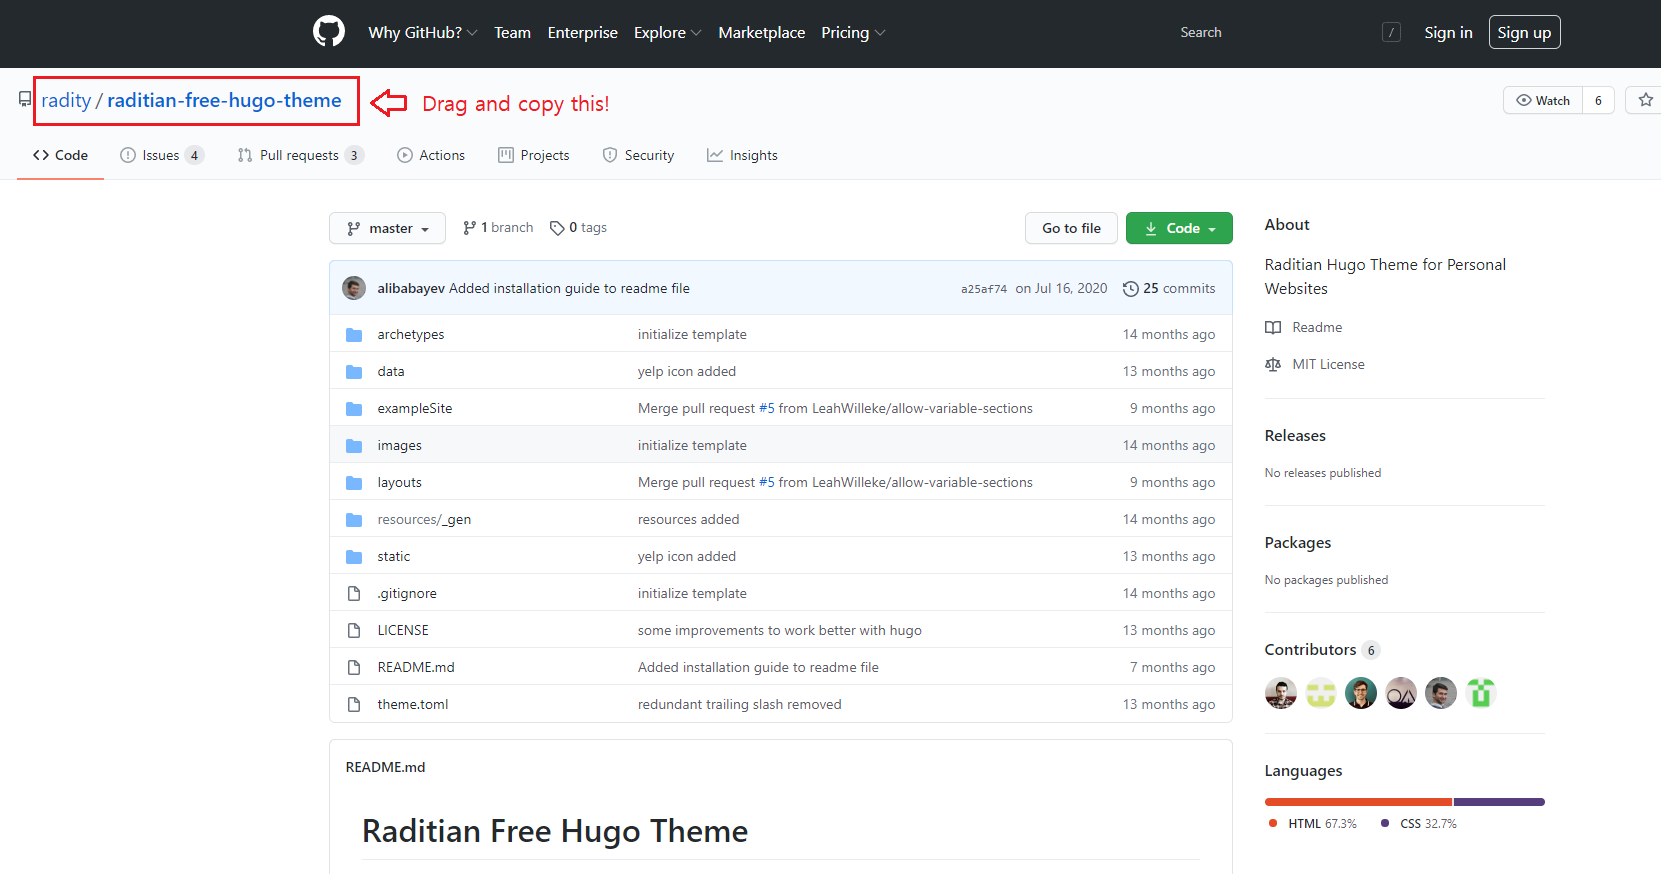 Why GitHub? Team Enterprise Explore Marketplace Pricing Search / Sign in Sign up
radity / raditian-free-hugo-theme Drag and copy this! Watch 6
Code Issues 4 Pull requests 3 Actions Projects Security Insights
master 1 branch 0 tags Go to file Code
alibabayev Added installation guide to readme file a25af74 on Jul 16, 2020 25 commits
archetypes initialize template 14 months ago
data yelp icon added 13 months ago
exampleSite Merge pull request #5 from LeahWilleke/allow-variable-sections 9 months ago
images initialize template 14 months ago
layouts Merge pull request #5 from LeahWilleke/allow-variable-sections 9 months ago
resources/_gen resources added 14 months ago
static yelp icon added 13 months ago
.gitignore initialize template 14 months ago
LICENSE some improvements to work better with hugo 13 months ago
README.md Added installation guide to readme file 7 months ago
theme.toml redundant trailing slash removed 13 months ago
README.md
Raditian Free Hugo Theme
About
Raditian Hugo Theme for Personal
Websites
Readme
MIT License
Releases
No releases published
Packages
No packages published
Contributors 6
Languages
HTML 67.3% CSS 32.7%